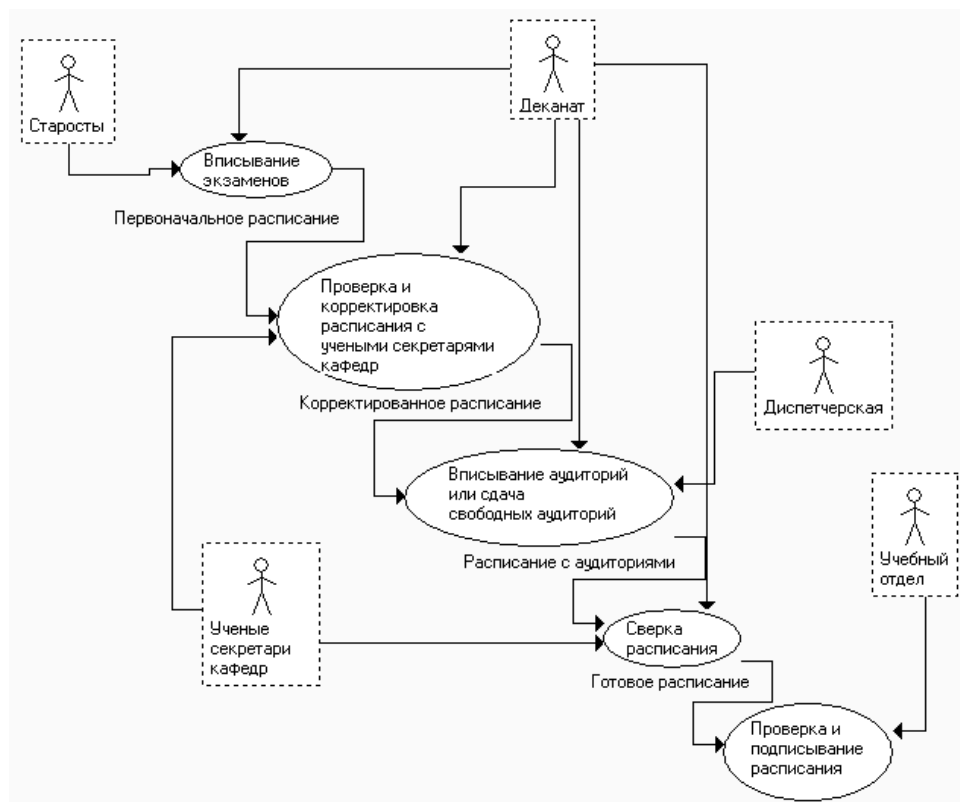 Деканат
Старосты
Вписывание
экзаменов
Первоначальное расписание
Проверка и
корректировка
расписания с
учеными секретарями
кафедр
Корректированное расписание
Диспетчерская
Вписывание аудиторий
или сдача
свободных аудиторий
Расписание с аудиториями
Учебный
отдел
Ученые
секретари
кафедр
Сверка
расписания
Готовое расписание
Проверка и
подписывание
расписания